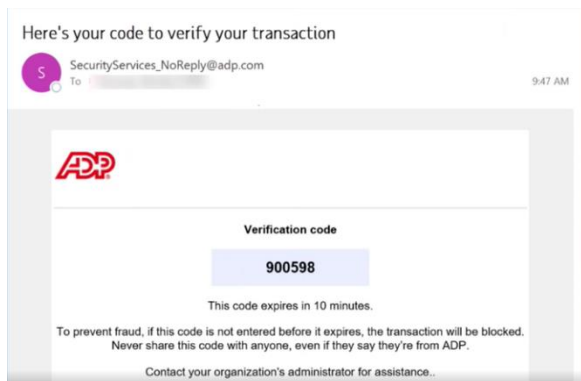 Here's your code to verify your transaction
S
SecurityServices_NoReply@adp.com
To
9:47 AM
ADP
Verification code
900598
This code expires in 10 minutes.
To prevent fraud, if this code is not entered before it expires, the transaction will be blocked.
Never share this code with anyone, even if they say they're from ADP.
Contact your organization's administrator for assistance..